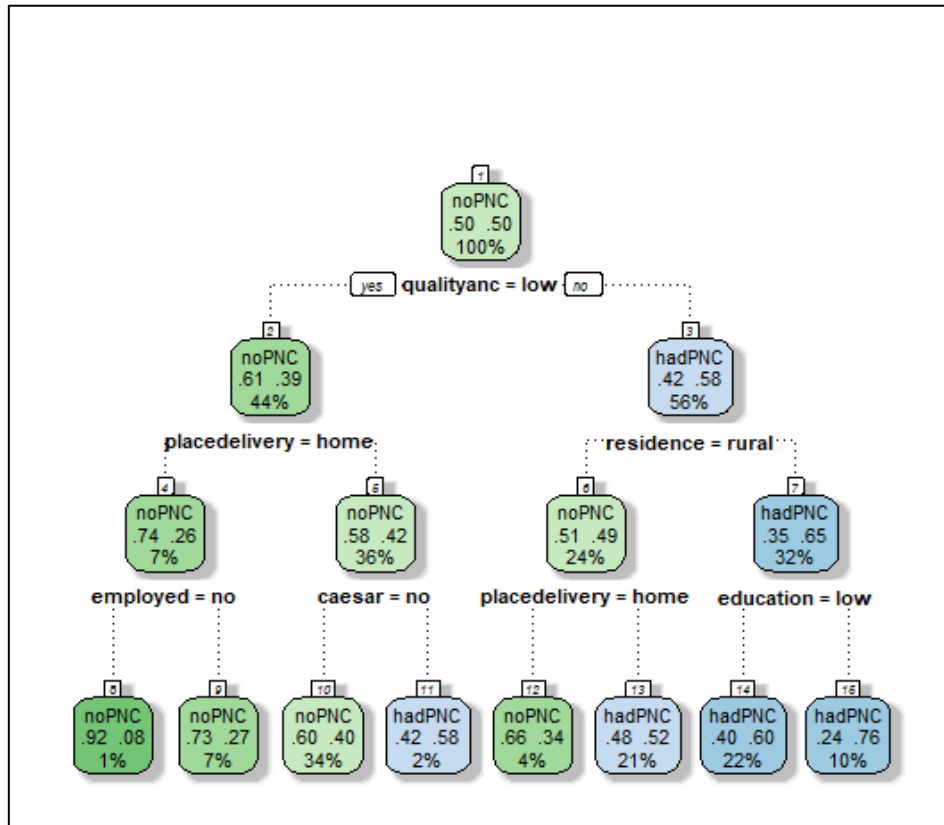 1
noPNC
.50 .50
100%
yes qualityanc = low no
2 3
noPNC hadPNC
.61 .39 .42 .58
44% 56%
placedelivery = home residence = rural
4 5 6 7
noPNC noPNC noPNC hadPNC
.74 .26 .58 .42 .51 .49 .35 .65
7% 36% 24% 32%
employed = no caesar = no placedelivery = home education = low
8 9 10 11 12 13 14 15
noPNC noPNC noPNC hadPNC noPNC hadPNC hadPNC hadPNC
.92 .08 .73 .27 .60 .40 .42 .58 .66 .34 .48 .52 .40 .60 .24 .76
1% 7% 34% 2% 4% 21% 22% 10%